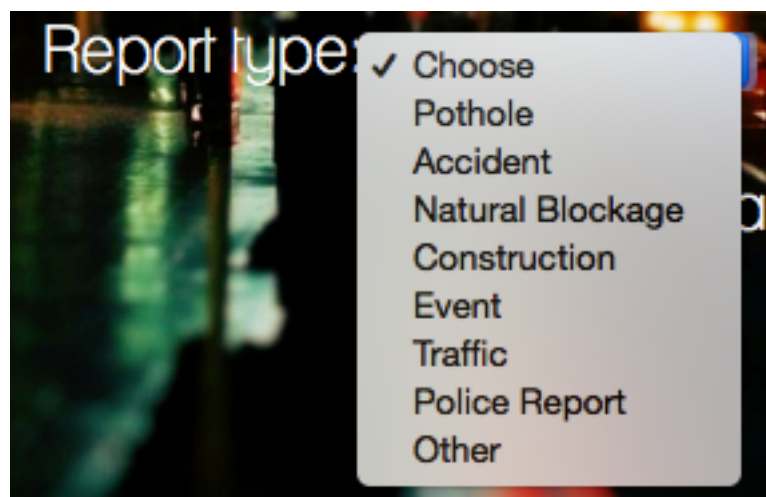 Report type:
✓ Choose
Pothole
Accident
Natural Blockage
Construction
Event
Traffic
Police Report
Other